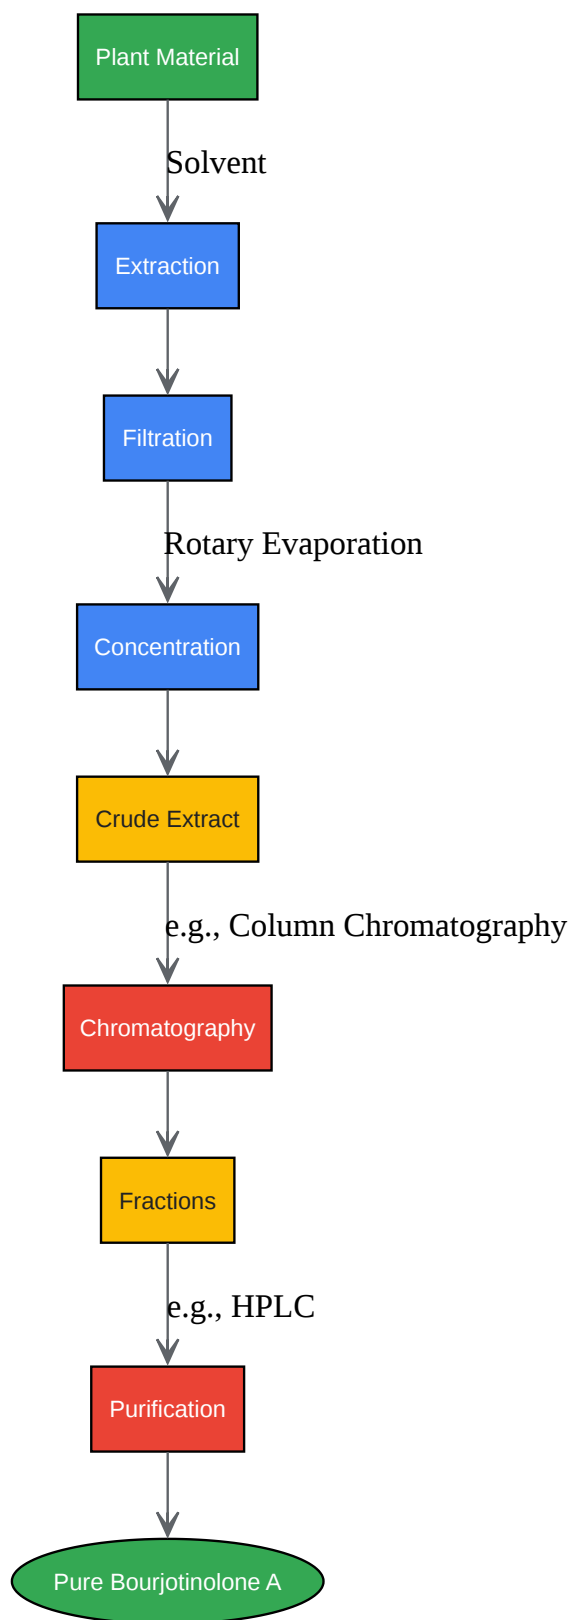 Plant Material
Solvent
Extraction
Filtration
Rotary Evaporation
Concentration
Crude Extract
e.g., Column Chromatography
Chromatography
Fractions
e.g., HPLC
Purification
Pure Bourjotinolone A